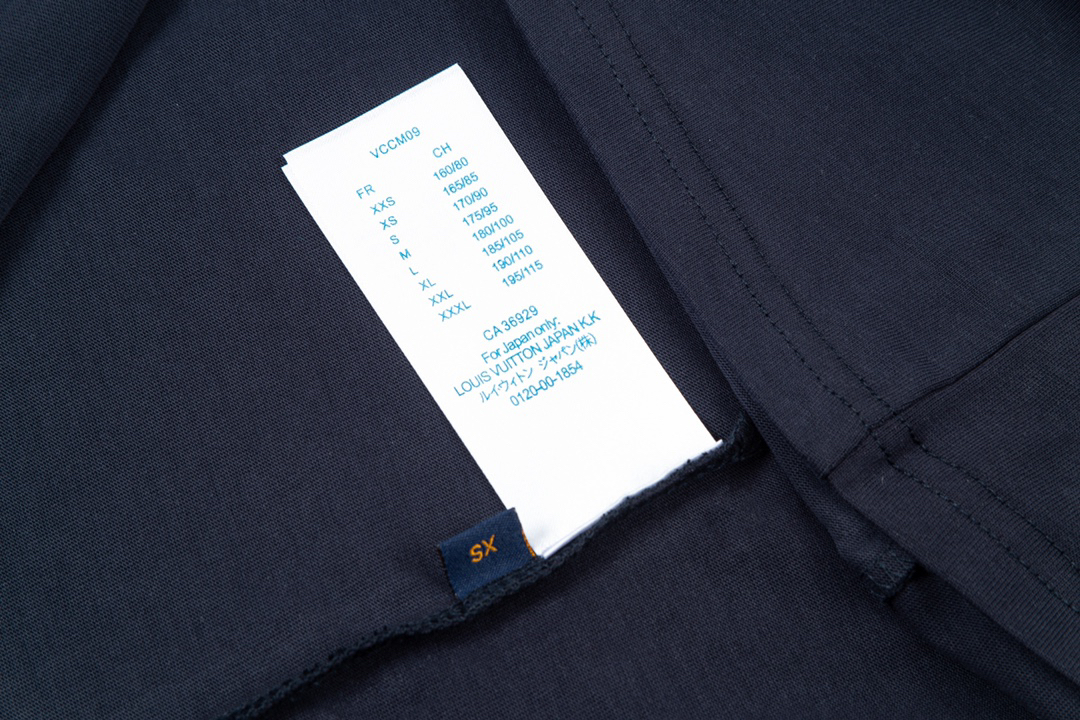 VCCM09
FR CH
XXS 160/80
XS 165/85
S 170/90
M 175/95
L 180/100
XL 185/105
XXL 190/110
XXXL 195/115
CA 36929
For Japan only:
LOUIS VUITTON JAPAN K.K
ルイ・ヴィトン ジャパン(株)
0120-00-1854
SX